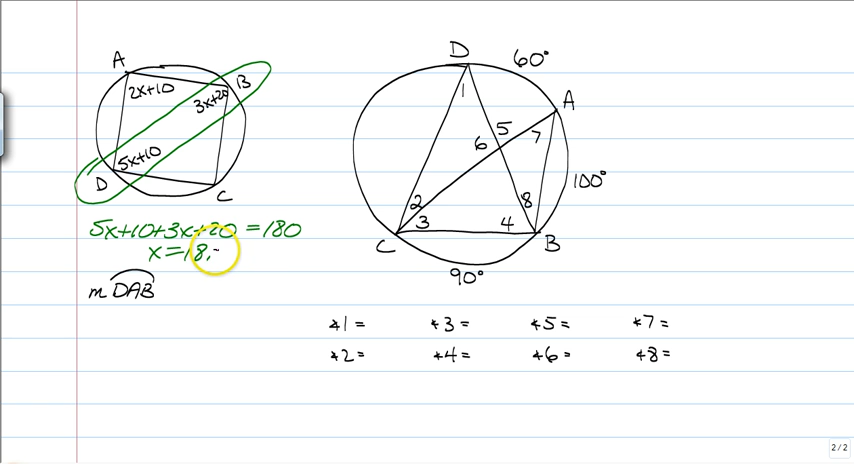 A
B
2x+10
3x+20
5x+10
D
C
5x+10+3x+20 = 180
x=18.
m DAB
D
60°
1
A
5
6
7
100°
2
8
3
4
C
B
90°
∡1 = ∡3 = ∡5 = ∡7 =
∡2 = ∡4 = ∡6 = ∡8 =
2/2